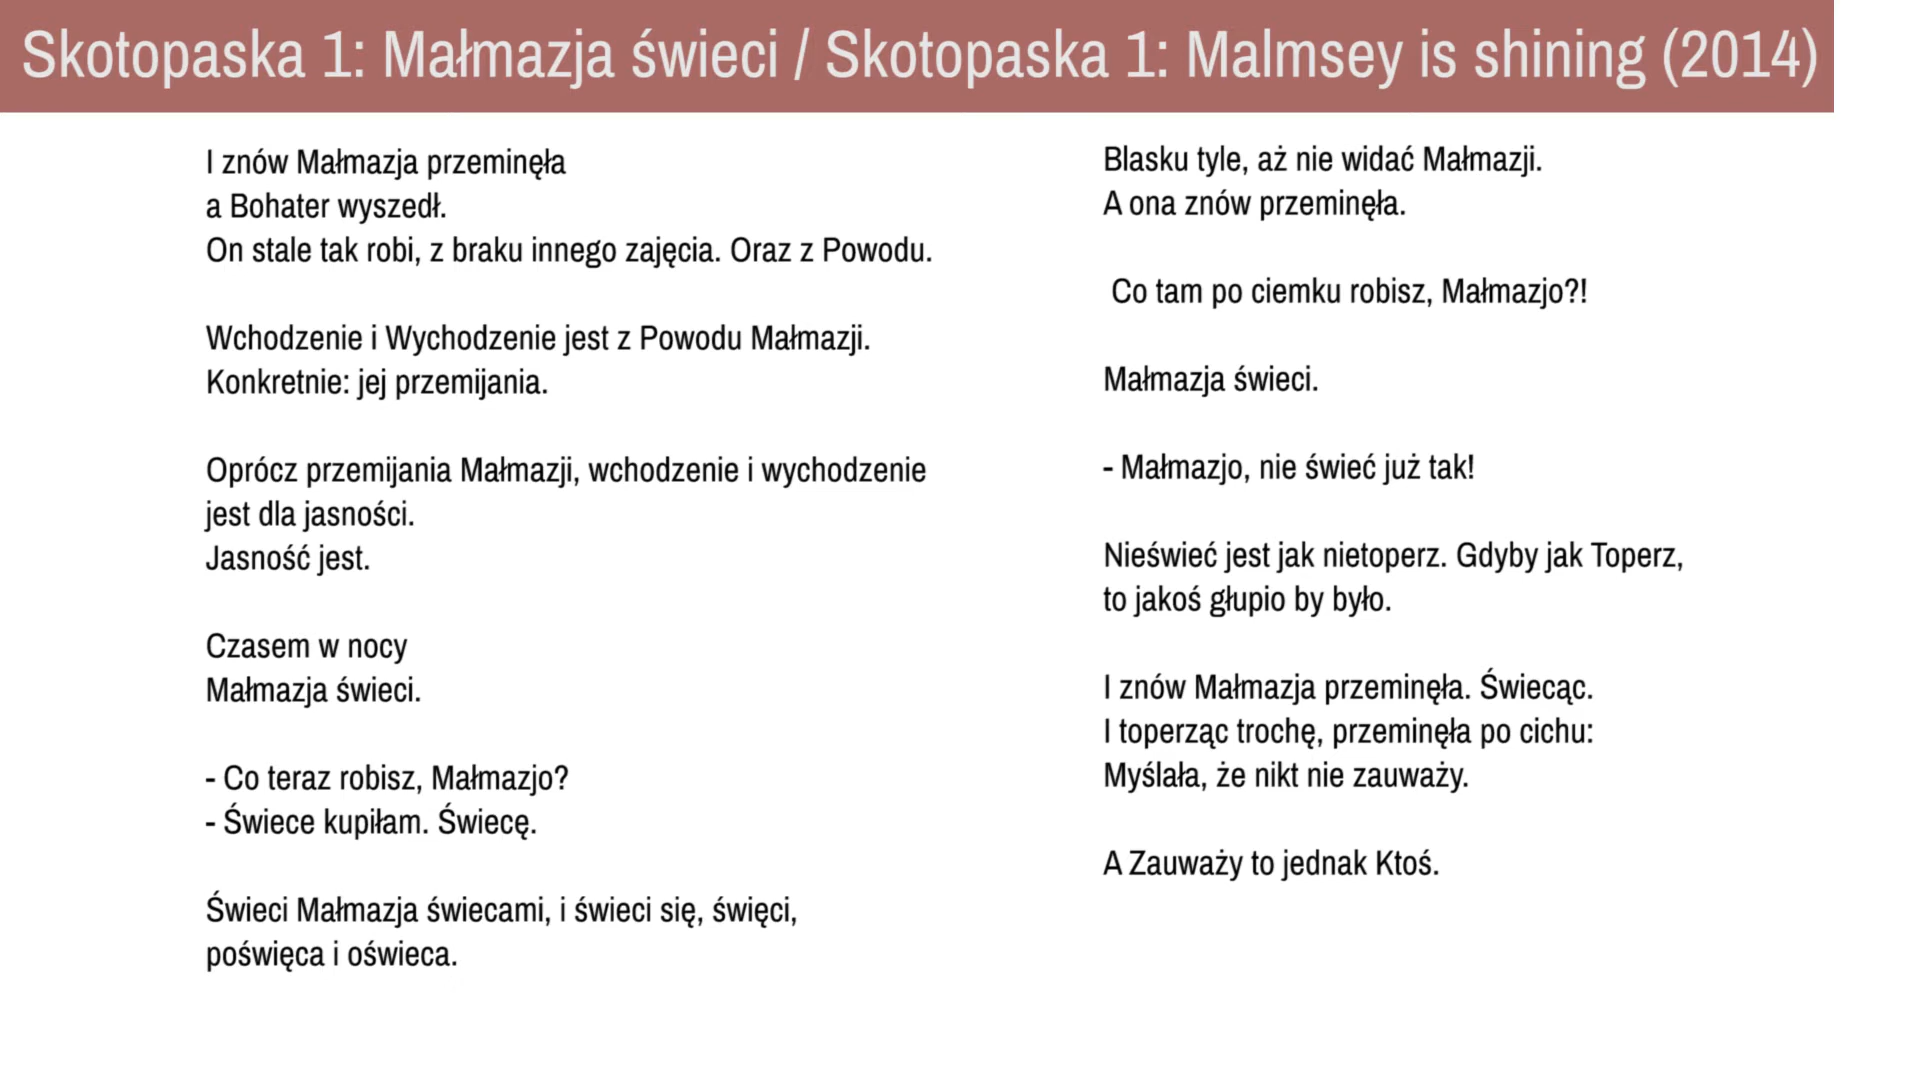 Skotopaska 1: Małmazja świeci / Skotopaska 1: Malmsey is shining (2014)
I znów Małmazja przeminęła
a Bohater wyszedł.
On stale tak robi, z braku innego zajęcia. Oraz z Powodu.
Wchodzenie i Wychodzenie jest z Powodu Małmazji.
Konkretnie: jej przemijania.
Oprócz przemijania Małmazji, wchodzenie i wychodzenie
jest dla jasności.
Jasność jest.
Czasem w nocy
Małmazja świeci.
- Co teraz robisz, Małmazjo?
- Świece kupiłam. Świecę.
Świeci Małmazja świecami, i świeci się, święci,
poświęca i oświeca.
Blasku tyle, aż nie widać Małmazji.
A ona znów przeminęła.
Co tam po ciemku robisz, Małmazjo?!
Małmazja świeci.
- Małmazjo, nie świeć już tak!
Nieświeć jest jak nietoperz. Gdyby jak Toperz,
to jakoś głupio by było.
I znów Małmazja przeminęła. Świecąc.
I toperząc trochę, przeminęła po cichu:
Myślała, że nikt nie zauważy.
A Zauważy to jednak Ktoś.